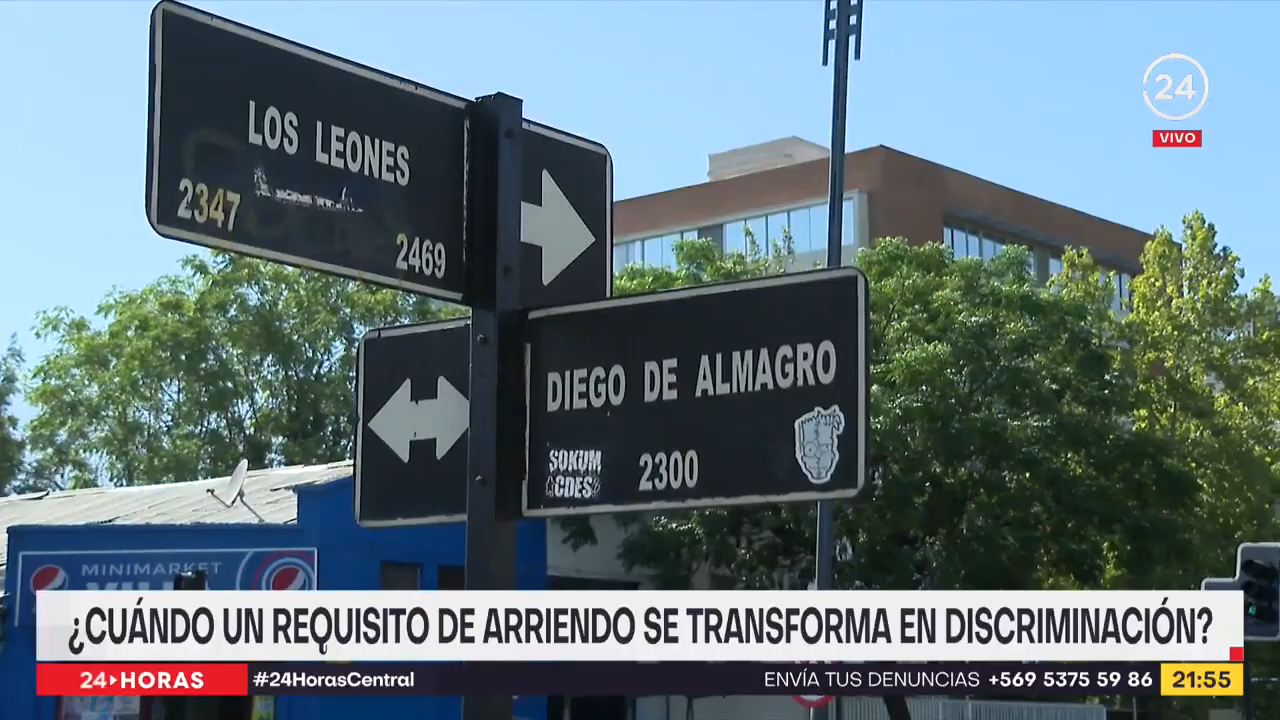 LOS LEONES
2347
2469
24
VIVO
DIEGO DE ALMAGRO
SOKUM
CDES
2300
MINIMARKET
¿CUÁNDO UN REQUISITO DE ARRIENDO SE TRANSFORMA EN DISCRIMINACIÓN?
24 HORAS
#24HorasCentral
ENVÍA TUS DENUNCIAS +569 5375 59 86
21:55